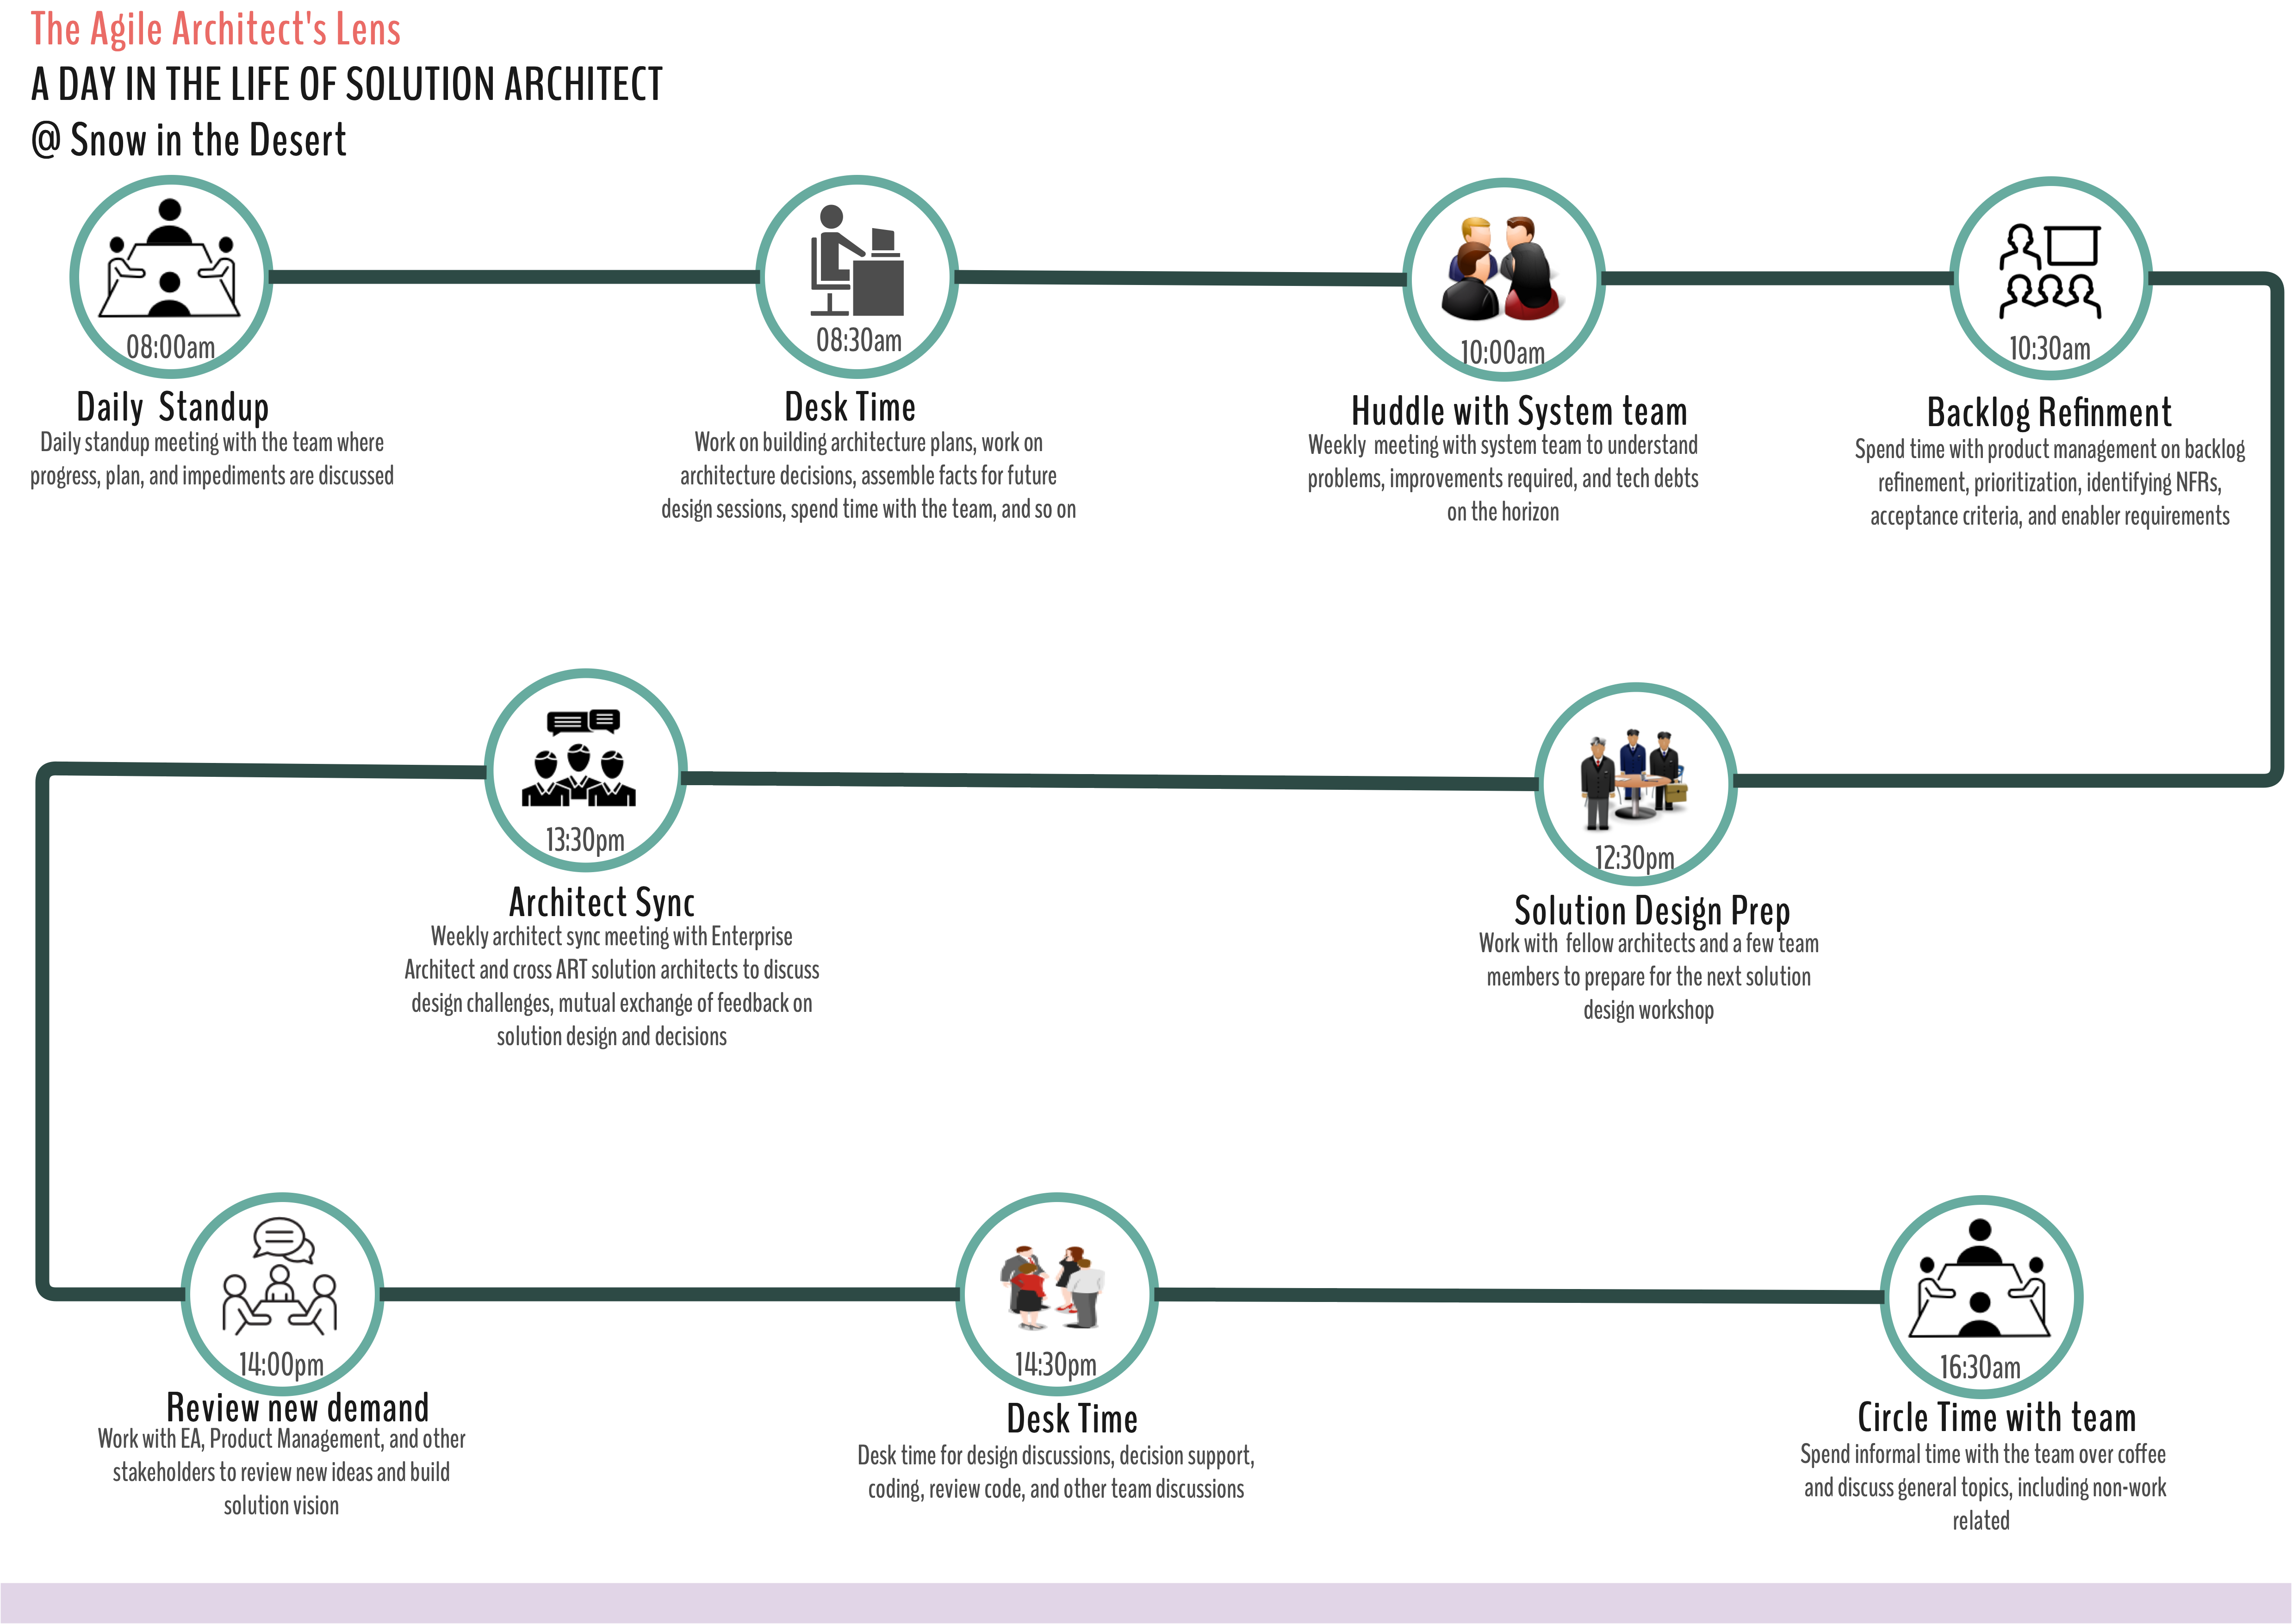 The Agile Architect's Lens
A DAY IN THE LIFE OF SOLUTION ARCHITECT
@ Snow in the Desert
08:00am
Daily Standup
Daily standup meeting with the team where
progress, plan, and impediments are discussed
08:30am
Desk Time
Work on building architecture plans, work on
architecture decisions, assemble facts for future
design sessions, spend time with the team, and so on
10:00am
Huddle with System team
Weekly meeting with system team to understand
problems, improvements required, and tech debts
on the horizon
10:30am
Backlog Refinment
Spend time with product management on backlog
refinement, prioritization, identifying NFRs,
acceptance criteria, and enabler requirements
12:30pm
Solution Design Prep
Work with fellow architects and a few team
members to prepare for the next solution
design workshop
13:30pm
Architect Sync
Weekly architect sync meeting with Enterprise
Architect and cross ART solution architects to discuss
design challenges, mutual exchange of feedback on
solution design and decisions
14:00pm
Review new demand
Work with EA, Product Management, and other
stakeholders to review new ideas and build
solution vision
14:30pm
Desk Time
Desk time for design discussions, decision support,
coding, review code, and other team discussions
16:30am
Circle Time with team
Spend informal time with the team over coffee
and discuss general topics, including non-work
related